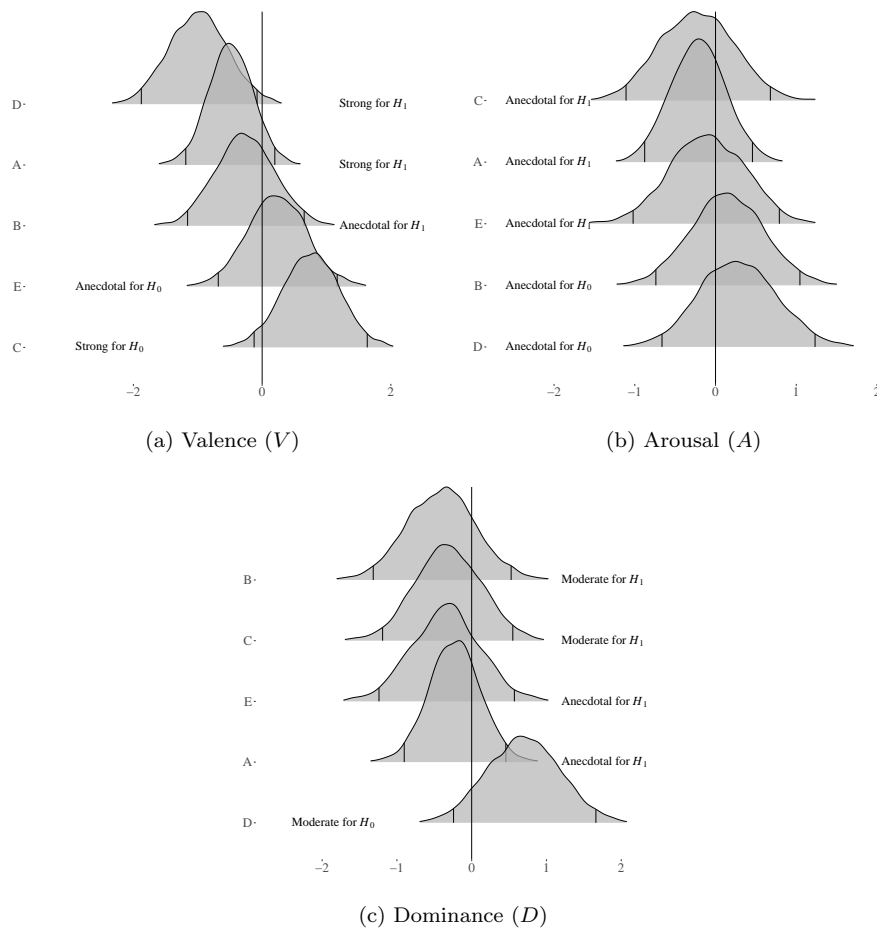 D
Strong for H₁
A
Strong for H₁
B
Anecdotal for H₁
E
Anecdotal for H₀
C
Strong for H₀
−2 0 2
(a) Valence (V)
C
Anecdotal for H₁
A
Anecdotal for H₁
E
Anecdotal for H₁
B
Anecdotal for H₀
D
Anecdotal for H₀
−2 −1 0 1 2
(b) Arousal (A)
B
Moderate for H₁
C
Moderate for H₁
E
Anecdotal for H₁
A
Anecdotal for H₁
D
Moderate for H₀
−2 −1 0 1 2
(c) Dominance (D)